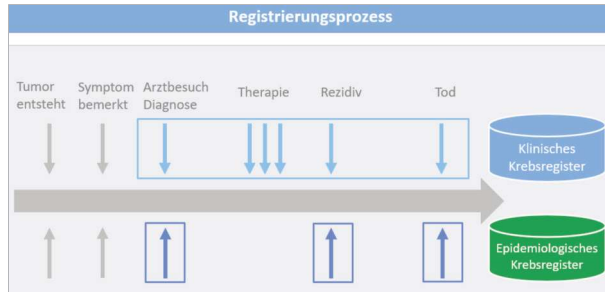 Registrierungsprozess
Tumor
entsteht
Symptom
bemerkt
Arztbesuch
Diagnose
Therapie
Rezidiv
Tod
Klinisches
Krebsregister
Epidemiologisches
Krebsregister